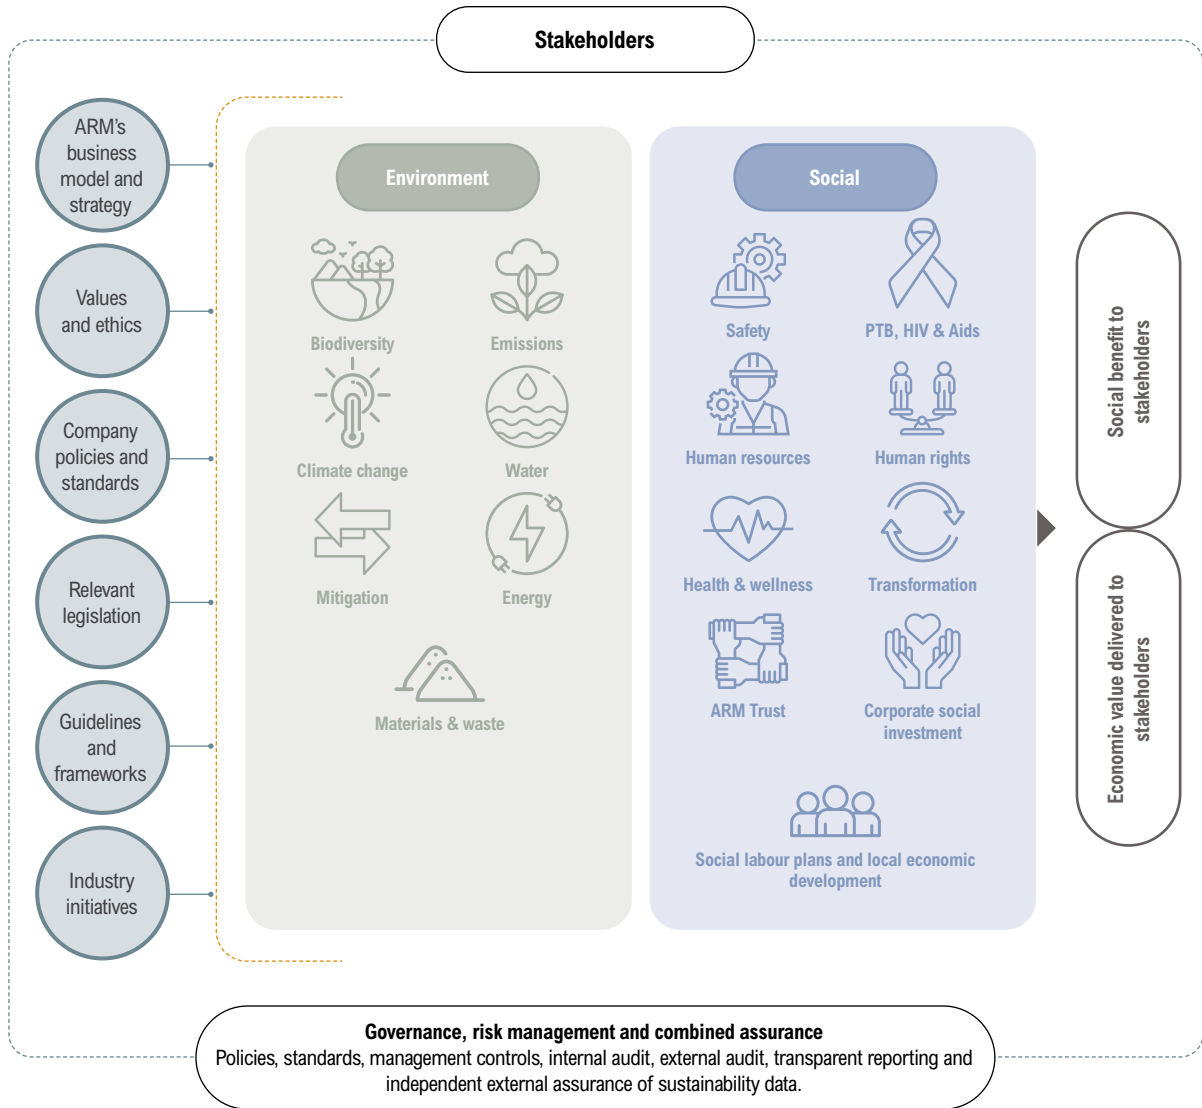 Stakeholders
ARM's
business
model and
strategy
Values
and ethics
Company
policies and
standards
Relevant
legislation
Guidelines
and
frameworks
Industry
initiatives
Environment
Biodiversity
Emissions
Climate change
Water
Mitigation
Energy
Materials & waste
Social
Safety
PTB, HIV & Aids
Human resources
Human rights
Health & wellness
Transformation
ARM Trust
Corporate social
investment
Social labour plans and local economic
development
Social benefit to
stakeholders
Economic value delivered to
stakeholders
Governance, risk management and combined assurance
Policies, standards, management controls, internal audit, external audit, transparent reporting and
independent external assurance of sustainability data.